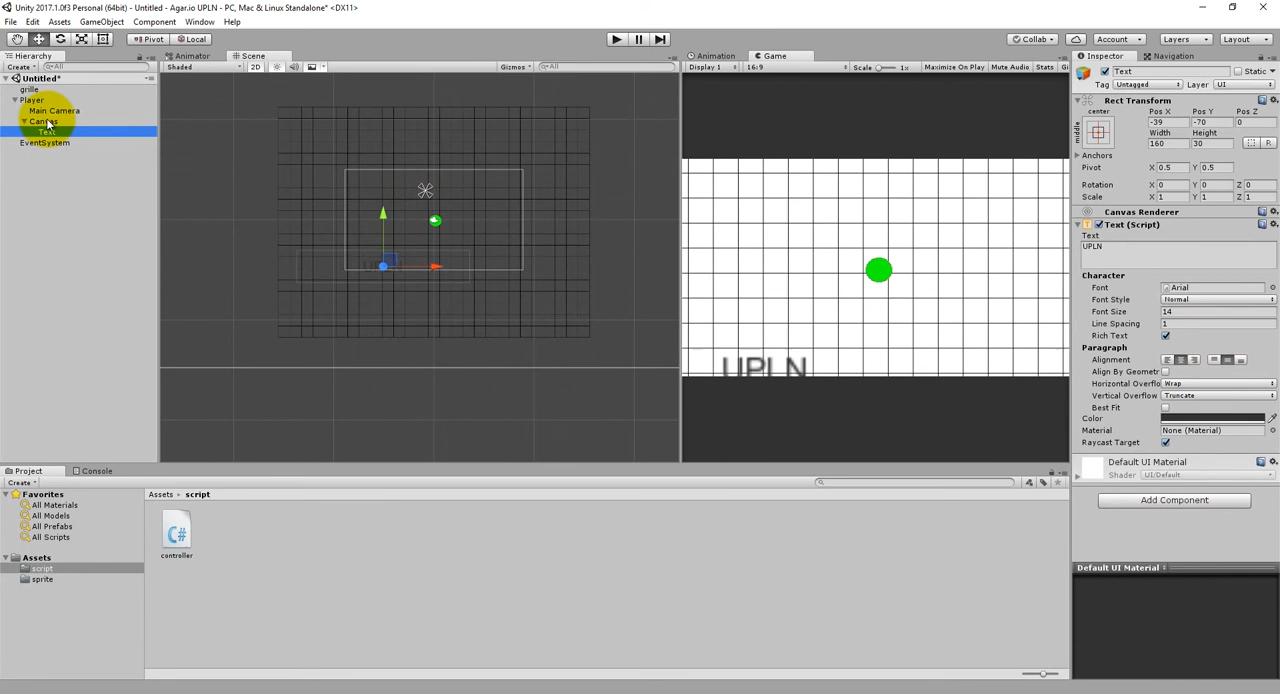 Unity 2017.1.0f3 Personal (64bit) - Untitled - Agar.io UPLN - PC, Mac & Linux Standalone* <DX11>
File Edit Assets GameObject Component Window Help
Pivot Local Collab Account Layers Layout
Hierarchy Animator Scene Animation Game Inspector Navigation
Create All Shaded 2D Gizmos All Display 1 16:9 Scale 1x Maximize On Play Mute Audio Stats Text Static
Untitled* Tag Untagged Layer UI
grille
Player Rect Transform
Main Camera center Pos X Pos Y Pos Z
Canvas middle -39 -70 0
Text Width Height
EventSystem 160 30 R
Anchors
Pivot X 0.5 Y 0.5
Rotation X 0 Y 0 Z 0
Scale X 1 Y 1 Z 1
Canvas Renderer
Text (Script)
Text
UPLN
Character
Font Arial
Font Style Normal
Font Size 14
Line Spacing 1
Rich Text
Paragraph
Alignment
Align By Geometr
Horizontal Overflo Wrap
Vertical Overflow Truncate
Best Fit
Color
Material None (Material)
Raycast Target
UPLN
UPLN
Default UI Material
Shader UI/Default
Add Component
Default UI Material
Project Console
Create
Favorites Assets script
All Materials
All Models
All Prefabs
All Scripts
C#
controller
Assets
script
sprite